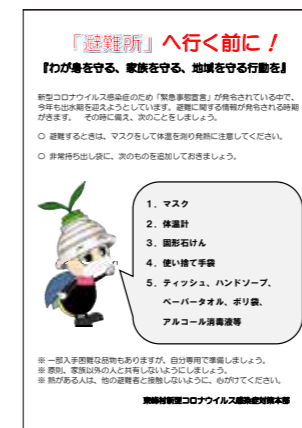 「避難所」へ行く前に！
『わが身を守る、家族を守る、地域を守る行動を』
新型コロナウイルス感染症のため「緊急事態宣言」が発令されている中で、
今年も出水期を迎えようとしています。避難に関する情報が発令される時期
がきます。　その時に備え、次のことをしましょう。
○ 避難するときは、マスクをして体温を測り発熱に注意してください。
○ 非常持ち出し袋に、次のものを追加しておきましょう。
1．マスク
2．体温計
3．固形石けん
4．使い捨て手袋
5．ティッシュ、ハンドソープ、
ペーパータオル、ポリ袋、
アルコール消毒液等
※ 一部入手困難な品物もありますが、自分専用で準備しましょう。
※ 原則、家族以外の人と共有しないようにしましょう。
※ 熱がある人は、他の避難者と接触しないように、心がけてください。
東峰村新型コロナウイルス感染症対策本部